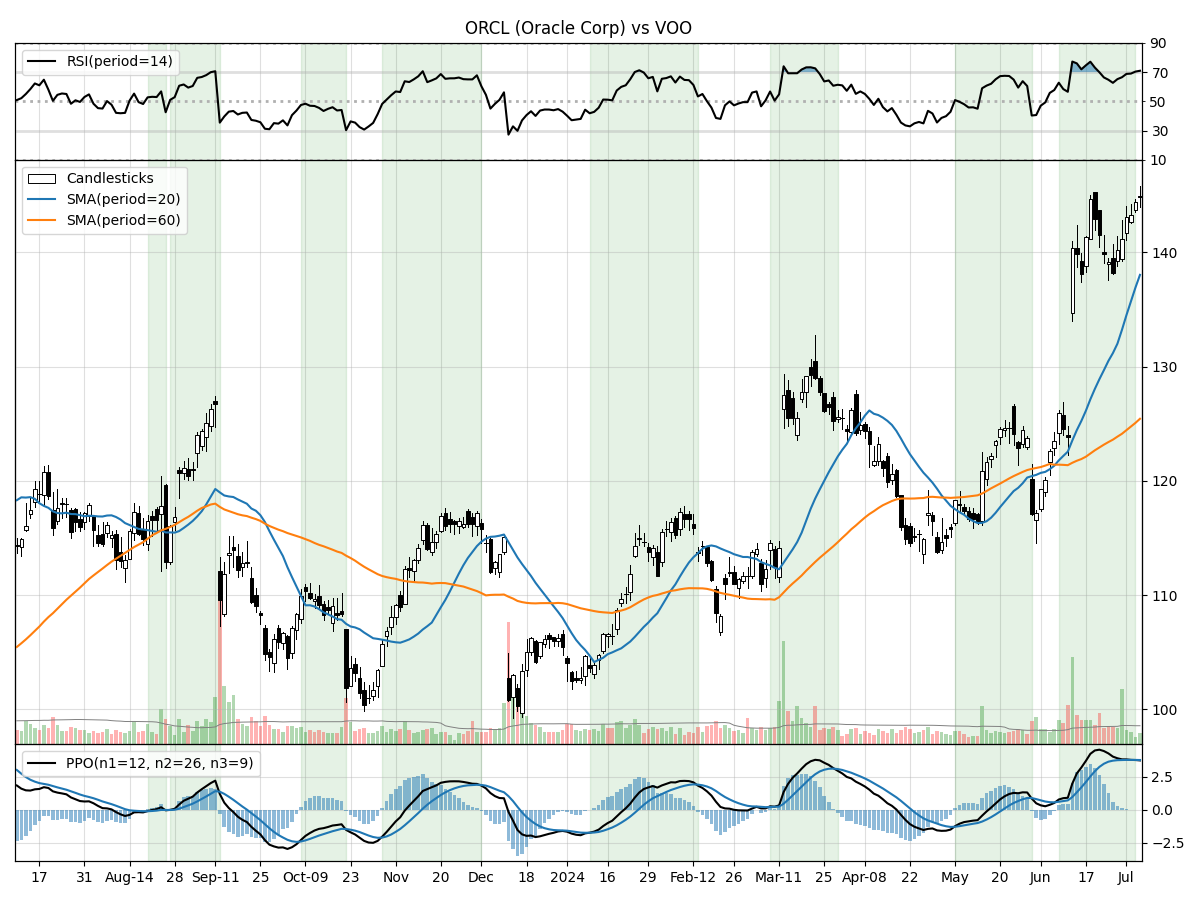 ORCL (Oracle Corp) vs VOO
RSI(period=14)
90
70
50
30
10
Candlesticks
SMA(period=20)
SMA(period=60)
140
130
120
110
100
PPO(n1=12, n2=26, n3=9)
2.5
0.0
−2.5
17 31 Aug-14 28 Sep-11 25 Oct-09 23 Nov 20 Dec 18 2024 16 29 Feb-12 26 Mar-11 25 Apr-08 22 May 20 Jun 17 Jul